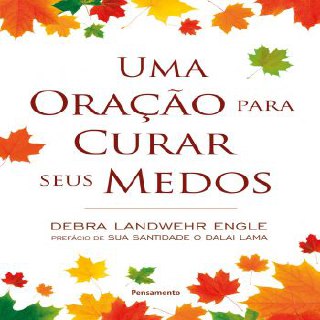 UMA
ORAÇÃO PARA
CURAR
SEUS MEDOS
DEBRA LANDWEHR ENGLE
PREFÁCIO DE SUA SANTIDADE O DALAI LAMA
Pensamento